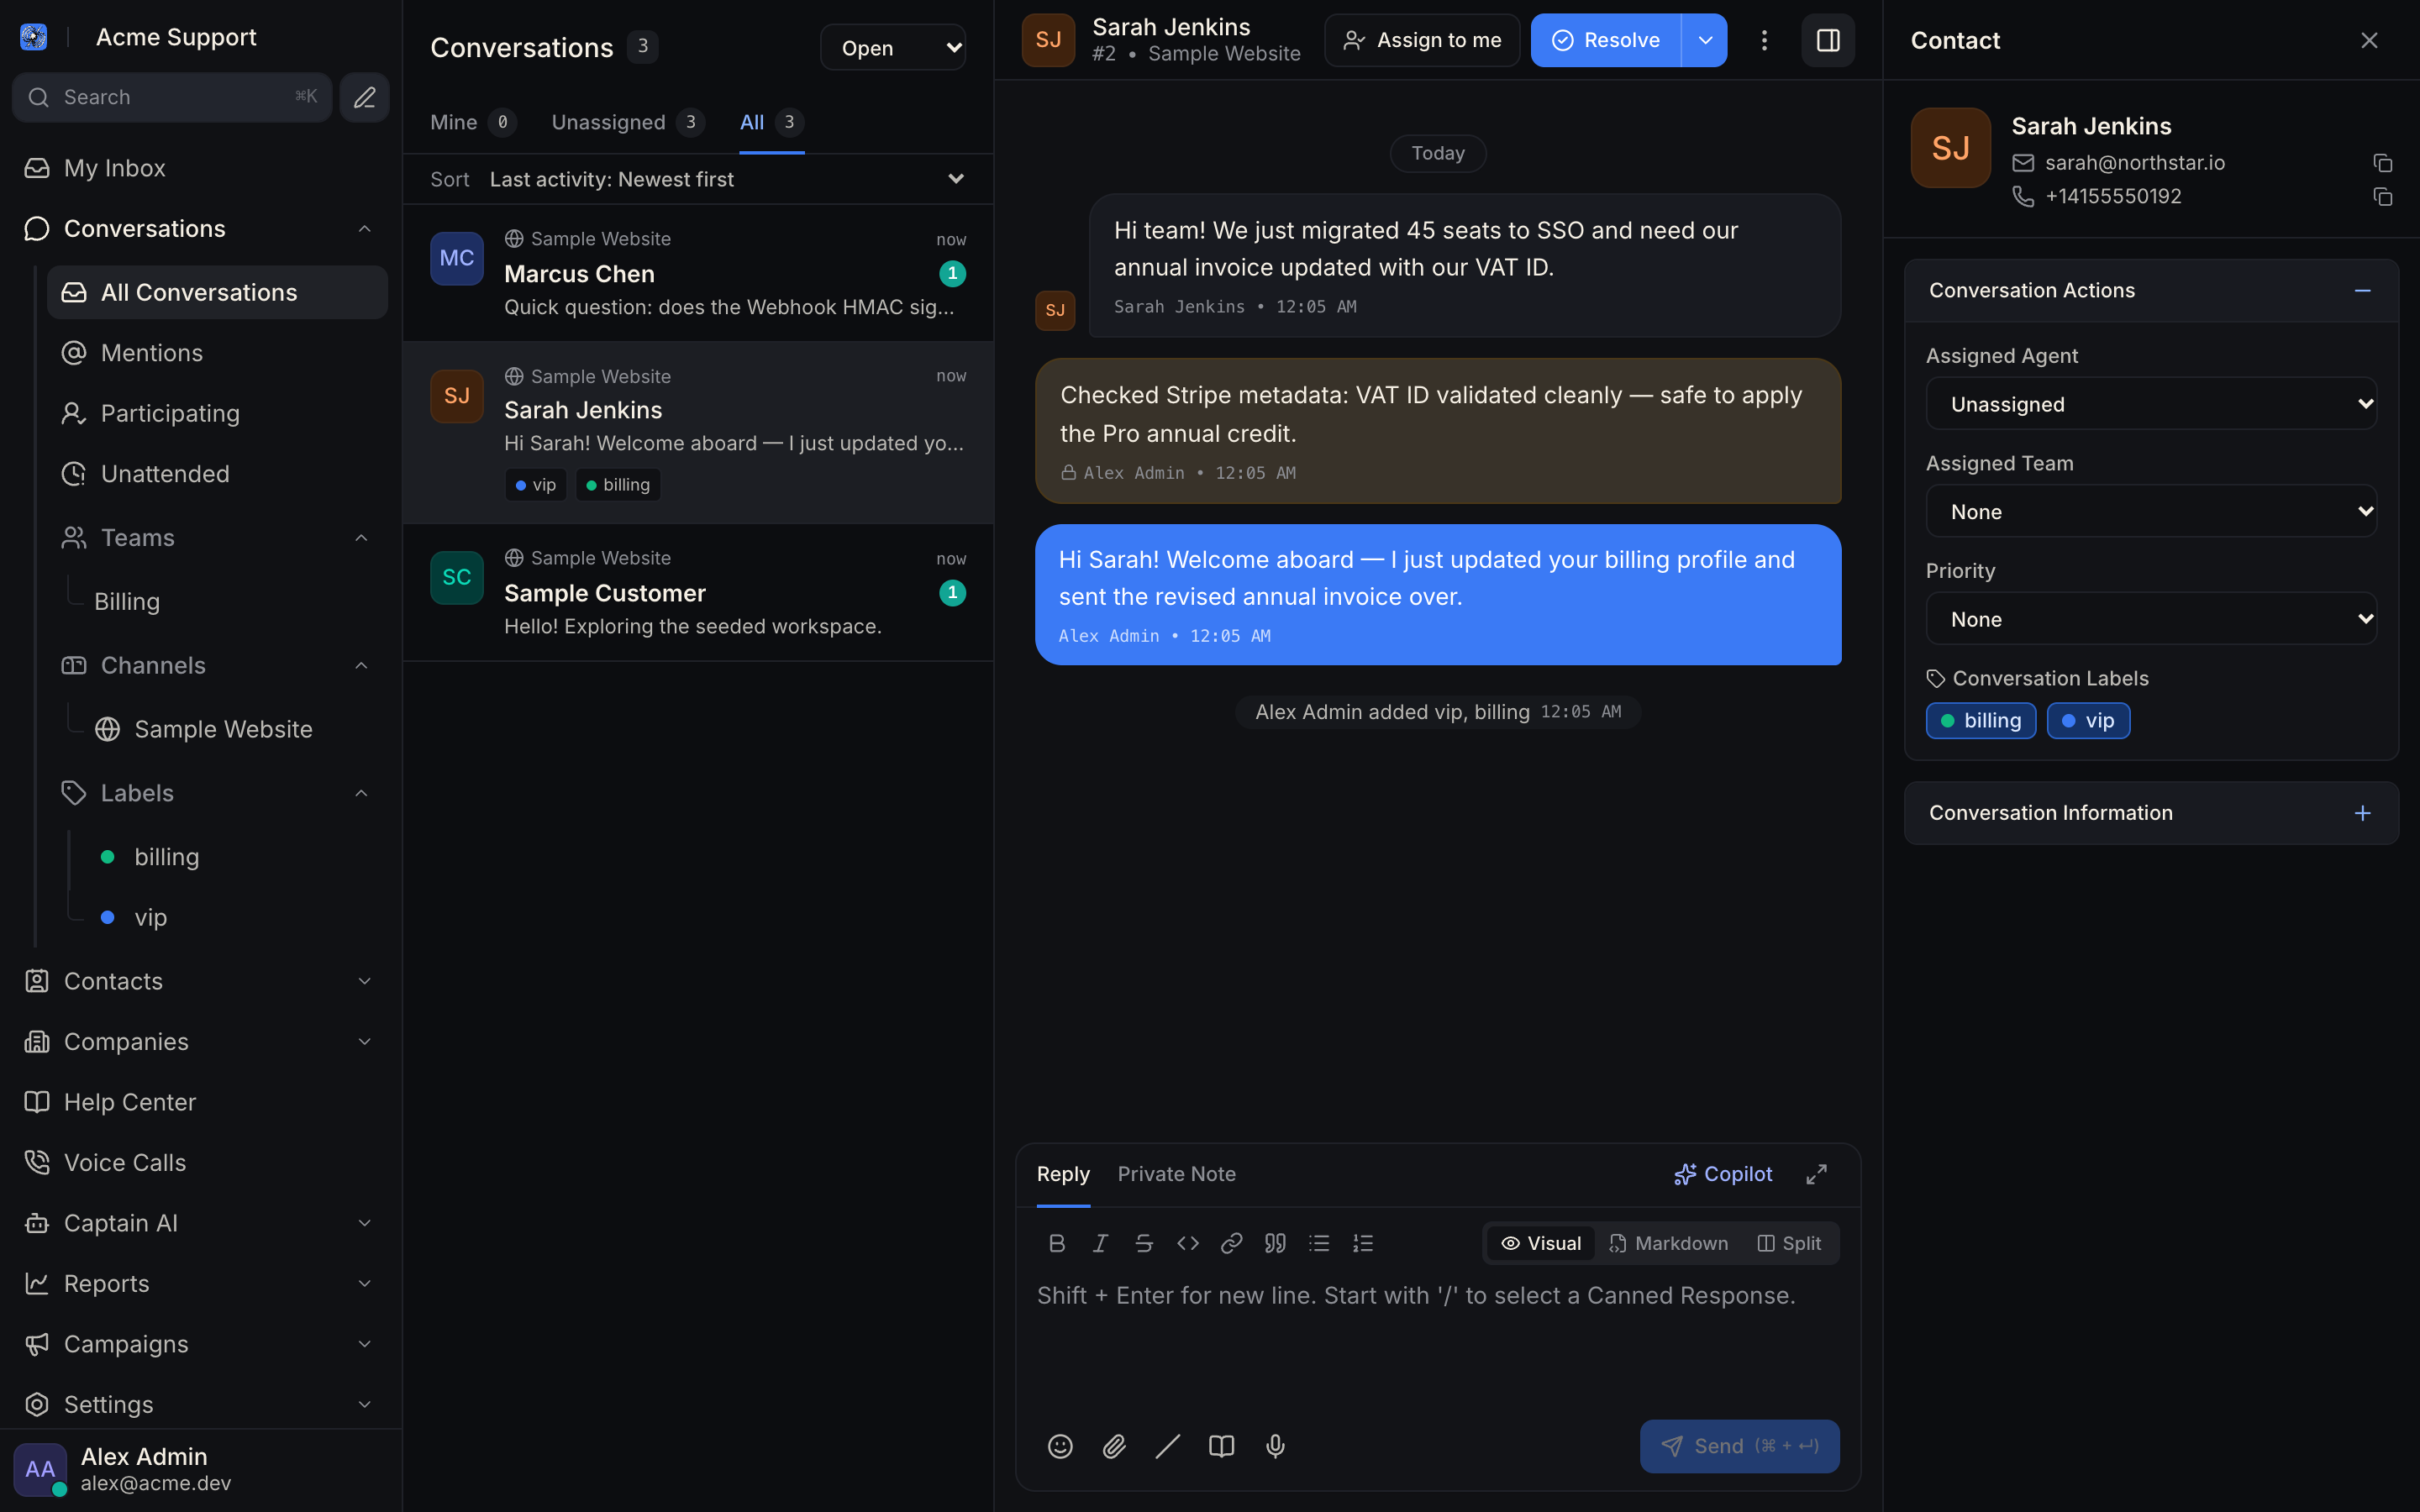 Acme Support
Search ⌘K
My Inbox
Conversations
All Conversations
Mentions
Participating
Unattended
Teams
Billing
Channels
Sample Website
Labels
billing
vip
Contacts
Companies
Help Center
Voice Calls
Captain AI
Reports
Campaigns
Settings
AA
Alex Admin
alex@acme.dev
Conversations 3
Open
Mine 0 Unassigned 3 All 3
Sort Last activity: Newest first
MC
Sample Website now
Marcus Chen 1
Quick question: does the Webhook HMAC sig...
SJ
Sample Website now
Sarah Jenkins
Hi Sarah! Welcome aboard — I just updated yo...
vip billing
SC
Sample Website now
Sample Customer 1
Hello! Exploring the seeded workspace.
SJ
Sarah Jenkins
#2 • Sample Website
Assign to me
Resolve
Today
Hi team! We just migrated 45 seats to SSO and need our
annual invoice updated with our VAT ID.
SJ
Sarah Jenkins • 12:05 AM
Checked Stripe metadata: VAT ID validated cleanly — safe to apply
the Pro annual credit.
Alex Admin • 12:05 AM
Hi Sarah! Welcome aboard — I just updated your billing profile and
sent the revised annual invoice over.
Alex Admin • 12:05 AM
Alex Admin added vip, billing 12:05 AM
Reply Private Note Copilot
Visual Markdown Split
Shift + Enter for new line. Start with '/' to select a Canned Response.
Send (⌘ + ↵)
Contact
SJ
Sarah Jenkins
sarah@northstar.io
+14155550192
Conversation Actions
Assigned Agent
Unassigned
Assigned Team
None
Priority
None
Conversation Labels
billing vip
Conversation Information